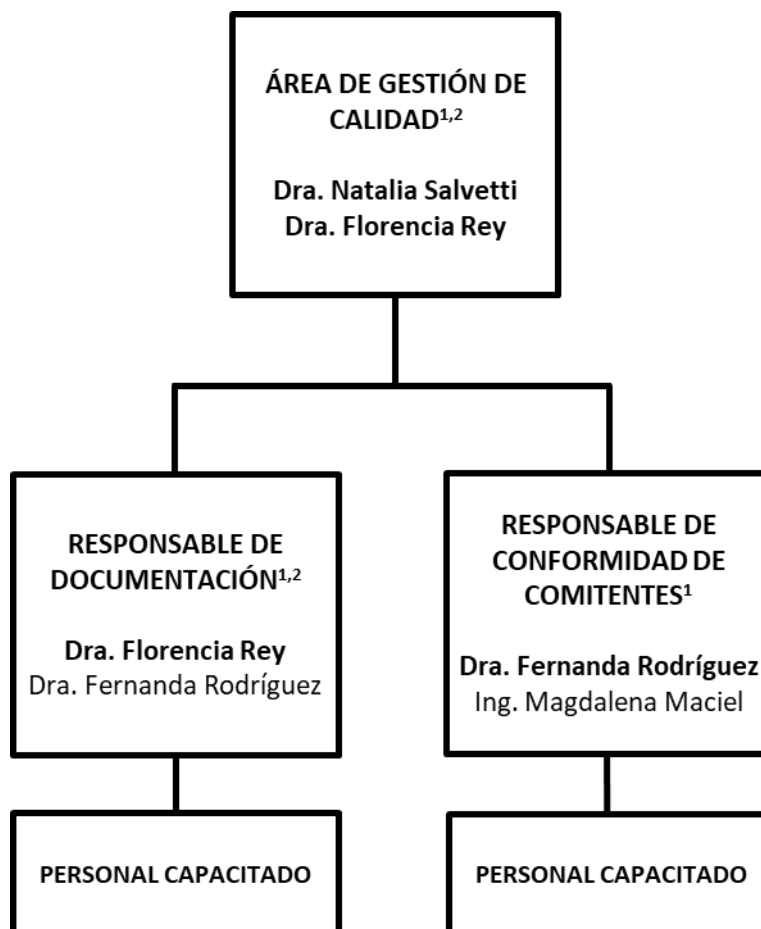 ÁREA DE GESTIÓN DE
CALIDAD¹,²
Dra. Natalia Salvetti
Dra. Florencia Rey
RESPONSABLE DE
DOCUMENTACIÓN¹,²
Dra. Florencia Rey
Dra. Fernanda Rodríguez
RESPONSABLE DE
CONFORMIDAD DE
COMITENTES¹
Dra. Fernanda Rodríguez
Ing. Magdalena Maciel
PERSONAL CAPACITADO
PERSONAL CAPACITADO